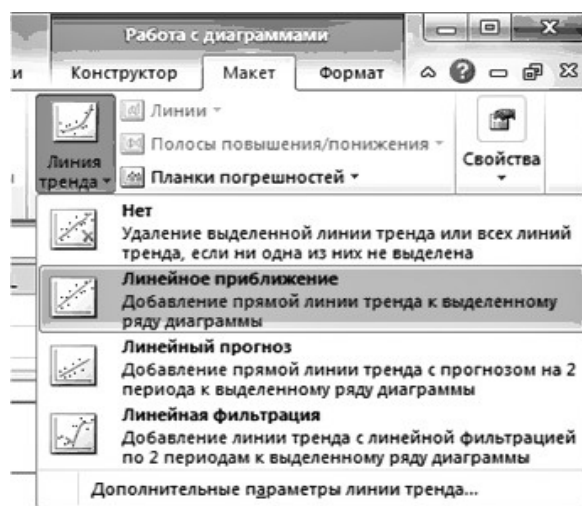 Работа с диаграммами
Конструктор Макет Формат
Линии
Полосы повышения/понижения
Планки погрешностей
Линия
тренда
Свойства
Нет
Удаление выделенной линии тренда или всех линий
тренда, если ни одна из них не выделена
Линейное приближение
Добавление прямой линии тренда к выделенному
ряду диаграммы
Линейный прогноз
Добавление прямой линии тренда с прогнозом на 2
периода к выделенному ряду диаграммы
Линейная фильтрация
Добавление линии тренда с линейной фильтрацией
по 2 периодам к выделенному ряду диаграммы
Дополнительные параметры линии тренда...